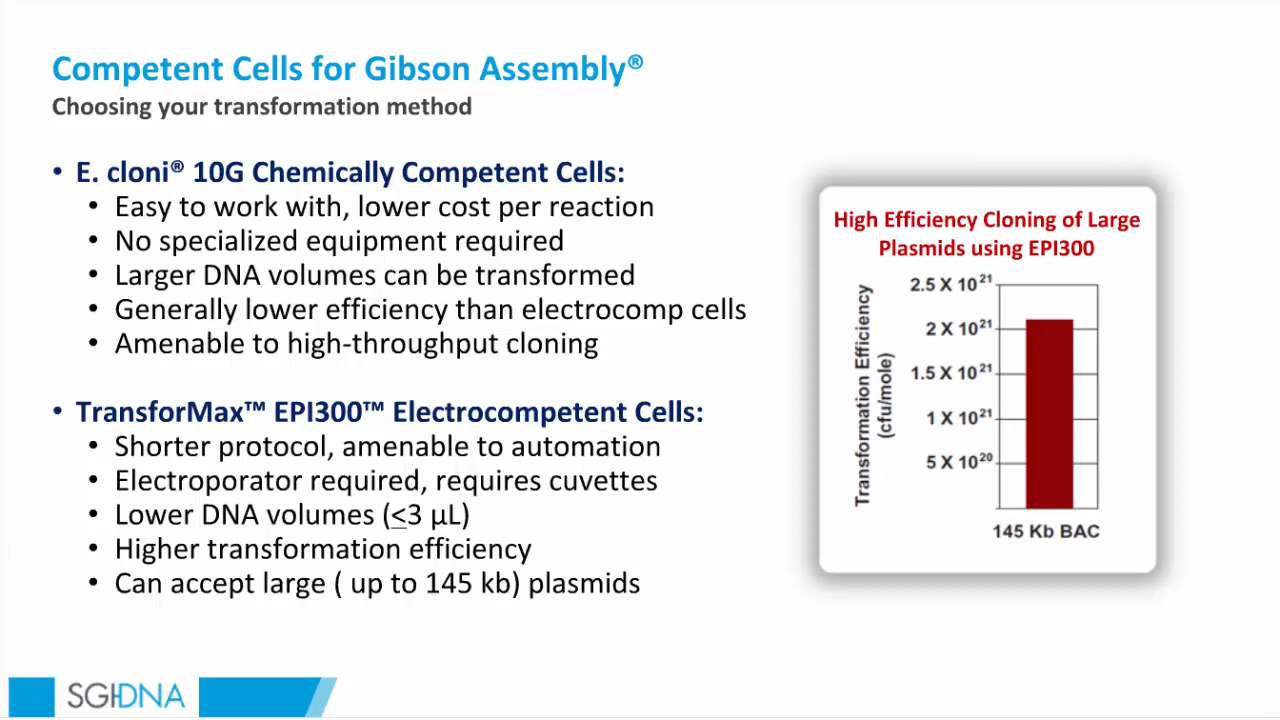 Competent Cells for Gibson Assembly®
Choosing your transformation method
• E. cloni® 10G Chemically Competent Cells:
• Easy to work with, lower cost per reaction
• No specialized equipment required
• Larger DNA volumes can be transformed
• Generally lower efficiency than electrocomp cells
• Amenable to high-throughput cloning
• TransforMax™ EPI300™ Electrocompetent Cells:
• Shorter protocol, amenable to automation
• Electroporator required, requires cuvettes
• Lower DNA volumes (<3 µL)
• Higher transformation efficiency
• Can accept large ( up to 145 kb) plasmids
High Efficiency Cloning of Large
Plasmids using EPI300
Transformation Efficiency
(cfu/mole)
2.5 X 10²¹
2 X 10²¹
1.5 X 10²¹
1 X 10²¹
5 X 10²⁰
145 Kb BAC
SGI-DNA